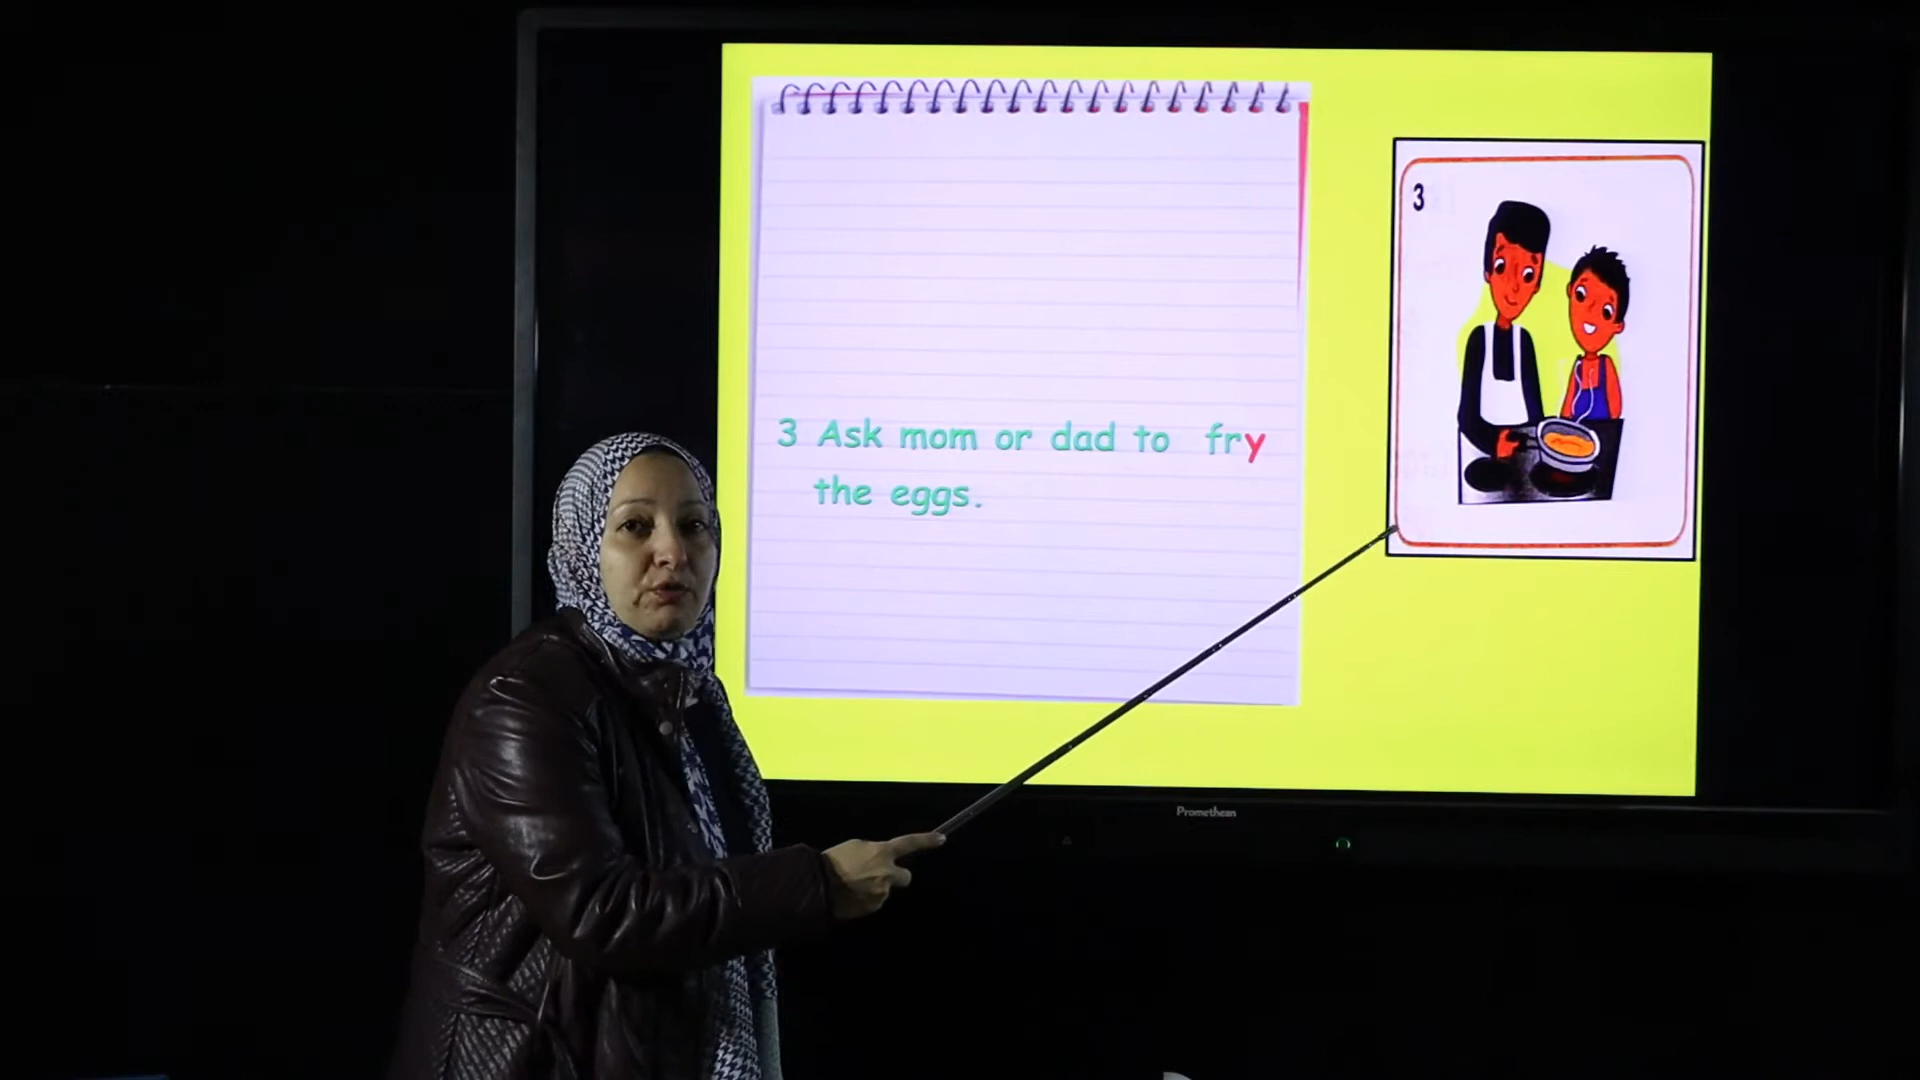 3
3 Ask mom or dad to fry
the eggs.
Promethean